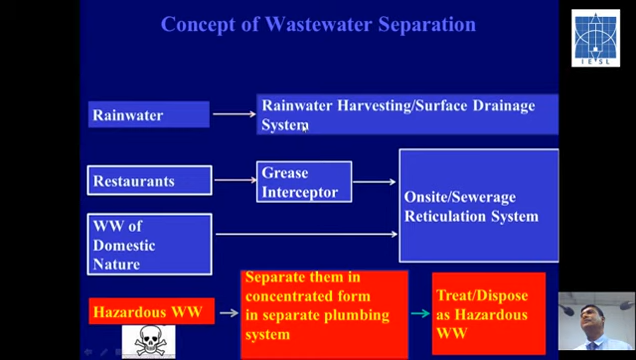 Concept of Wastewater Separation
IESL
Rainwater
Rainwater Harvesting/Surface Drainage
System
Restaurants
Grease
Interceptor
Onsite/Sewerage
Reticulation System
WW of
Domestic
Nature
Hazardous WW
Separate them in
concentrated form
in separate plumbing
system
Treat/Dispose
as Hazardous
WW